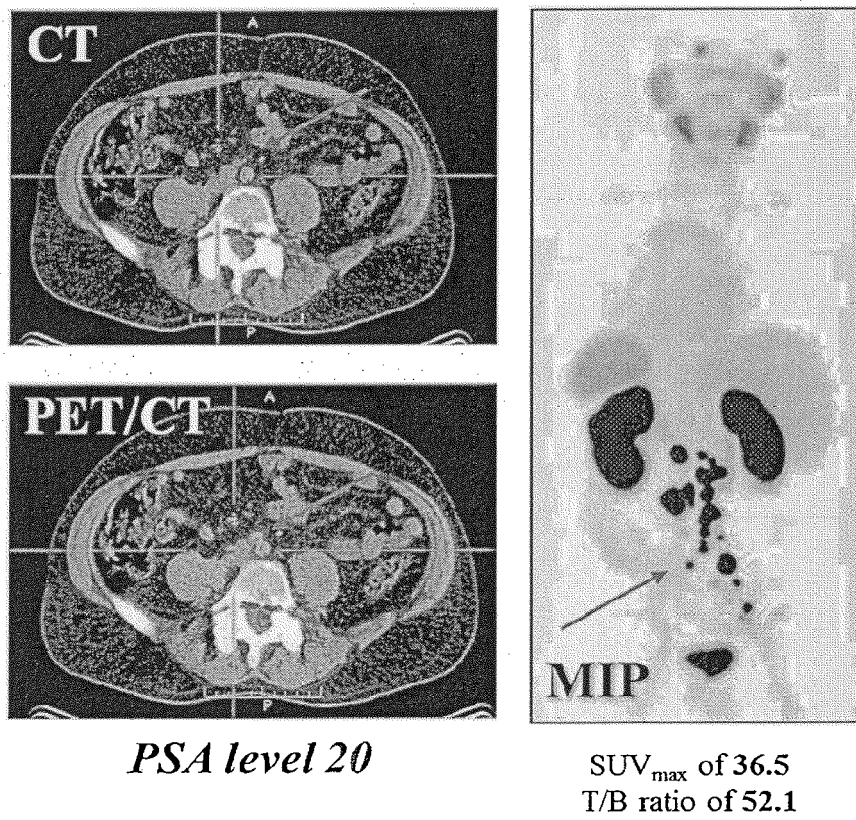 CT
A
P
PET/CT
A
P
MIP
PSA level 20
SUVmax of 36.5
T/B ratio of 52.1